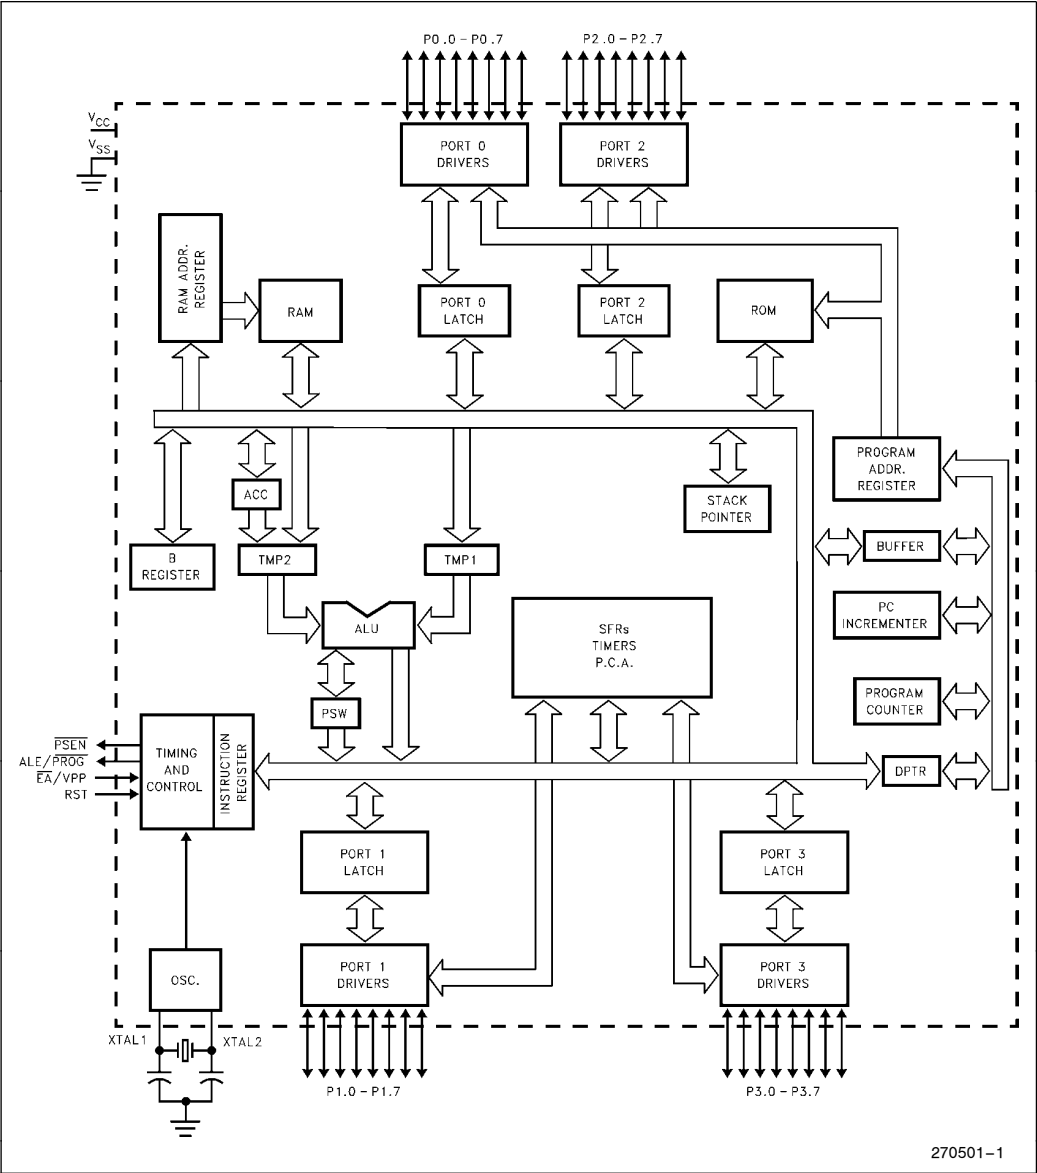 P0.0 – P0.7
P2.0 – P2.7
VCC
VSS
PORT 0
DRIVERS
PORT 2
DRIVERS
RAM ADDR.
REGISTER
RAM
PORT 0
LATCH
PORT 2
LATCH
ROM
PROGRAM
ADDR.
REGISTER
ACC
STACK
POINTER
B
REGISTER
TMP2
TMP1
BUFFER
ALU
SFRs
TIMERS
P.C.A.
PC
INCREMENTER
PSW
PROGRAM
COUNTER
PSEN
ALE/PROG
EA/VPP
RST
TIMING
AND
CONTROL
INSTRUCTION
REGISTER
DPTR
PORT 1
LATCH
PORT 3
LATCH
OSC.
PORT 1
DRIVERS
PORT 3
DRIVERS
XTAL1
XTAL2
P1.0 – P1.7
P3.0 – P3.7
270501–1